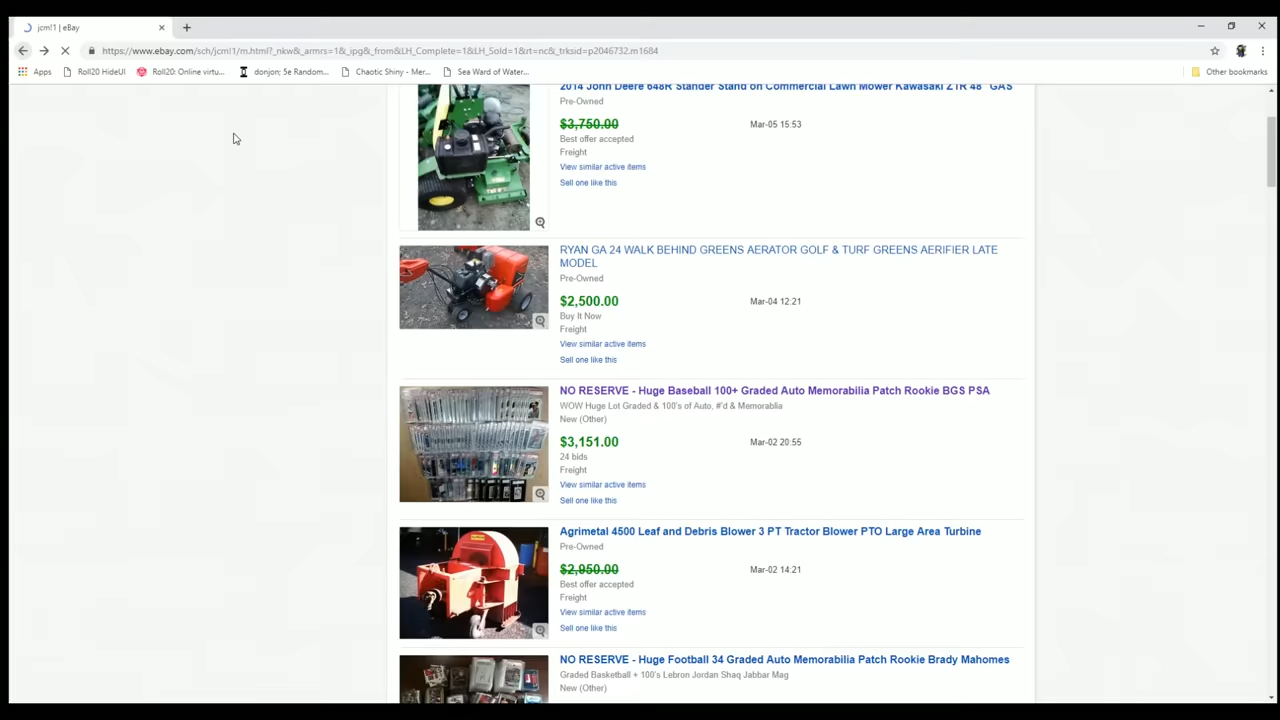 jcm!1 | eBay
https://www.ebay.com/sch/jcm!1/m.html?_nkw&_armrs=1&_ipg&_from&LH_Complete=1&LH_Sold=1&rt=nc&_trksid=p2046732.m1684
Apps
Roll20 HideUI
Roll20: Online virtu...
donjon; 5e Random...
Chaotic Shiny - Mer...
Sea Ward of Water...
Other bookmarks
2014 John Deere 648R Stander Stand on Commercial Lawn Mower Kawasaki ZTR 48" GAS
Pre-Owned
$3,750.00
Mar-05 15:53
Best offer accepted
Freight
View similar active items
Sell one like this
RYAN GA 24 WALK BEHIND GREENS AERATOR GOLF & TURF GREENS AERIFIER LATE
MODEL
Pre-Owned
$2,500.00
Mar-04 12:21
Buy It Now
Freight
View similar active items
Sell one like this
NO RESERVE - Huge Baseball 100+ Graded Auto Memorabilia Patch Rookie BGS PSA
WOW Huge Lot Graded & 100's of Auto, #'d & Memorablia
New (Other)
$3,151.00
Mar-02 20:55
24 bids
Freight
View similar active items
Sell one like this
Agrimetal 4500 Leaf and Debris Blower 3 PT Tractor Blower PTO Large Area Turbine
Pre-Owned
$2,950.00
Mar-02 14:21
Best offer accepted
Freight
View similar active items
Sell one like this
NO RESERVE - Huge Football 34 Graded Auto Memorabilia Patch Rookie Brady Mahomes
Graded Basketball + 100's Lebron Jordan Shaq Jabbar Mag
New (Other)